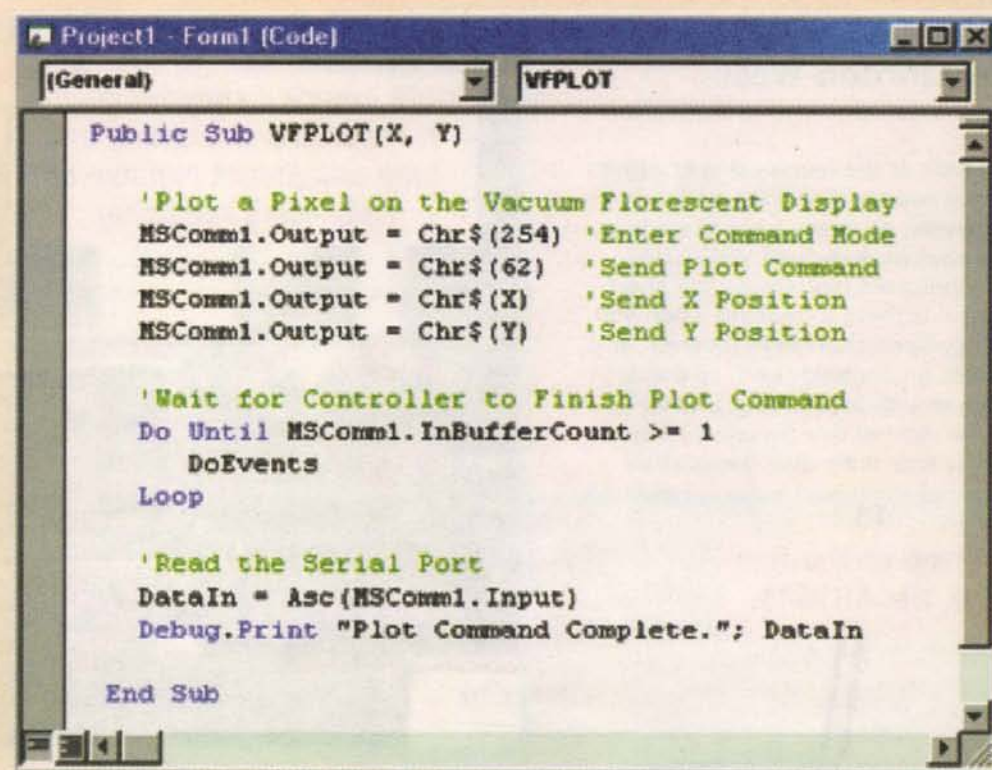 Project1 - Form1 (Code)
(General) VFPLOT
Public Sub VFPLOT(X, Y)
'Plot a Pixel on the Vacuum Florescent Display
MSComm1.Output = Chr$(254) 'Enter Command Mode
MSComm1.Output = Chr$(62) 'Send Plot Command
MSComm1.Output = Chr$(X) 'Send X Position
MSComm1.Output = Chr$(Y) 'Send Y Position
'Wait for Controller to Finish Plot Command
Do Until MSComm1.InBufferCount >= 1
DoEvents
Loop
'Read the Serial Port
DataIn = Asc(MSComm1.Input)
Debug.Print "Plot Command Complete."; DataIn
End Sub